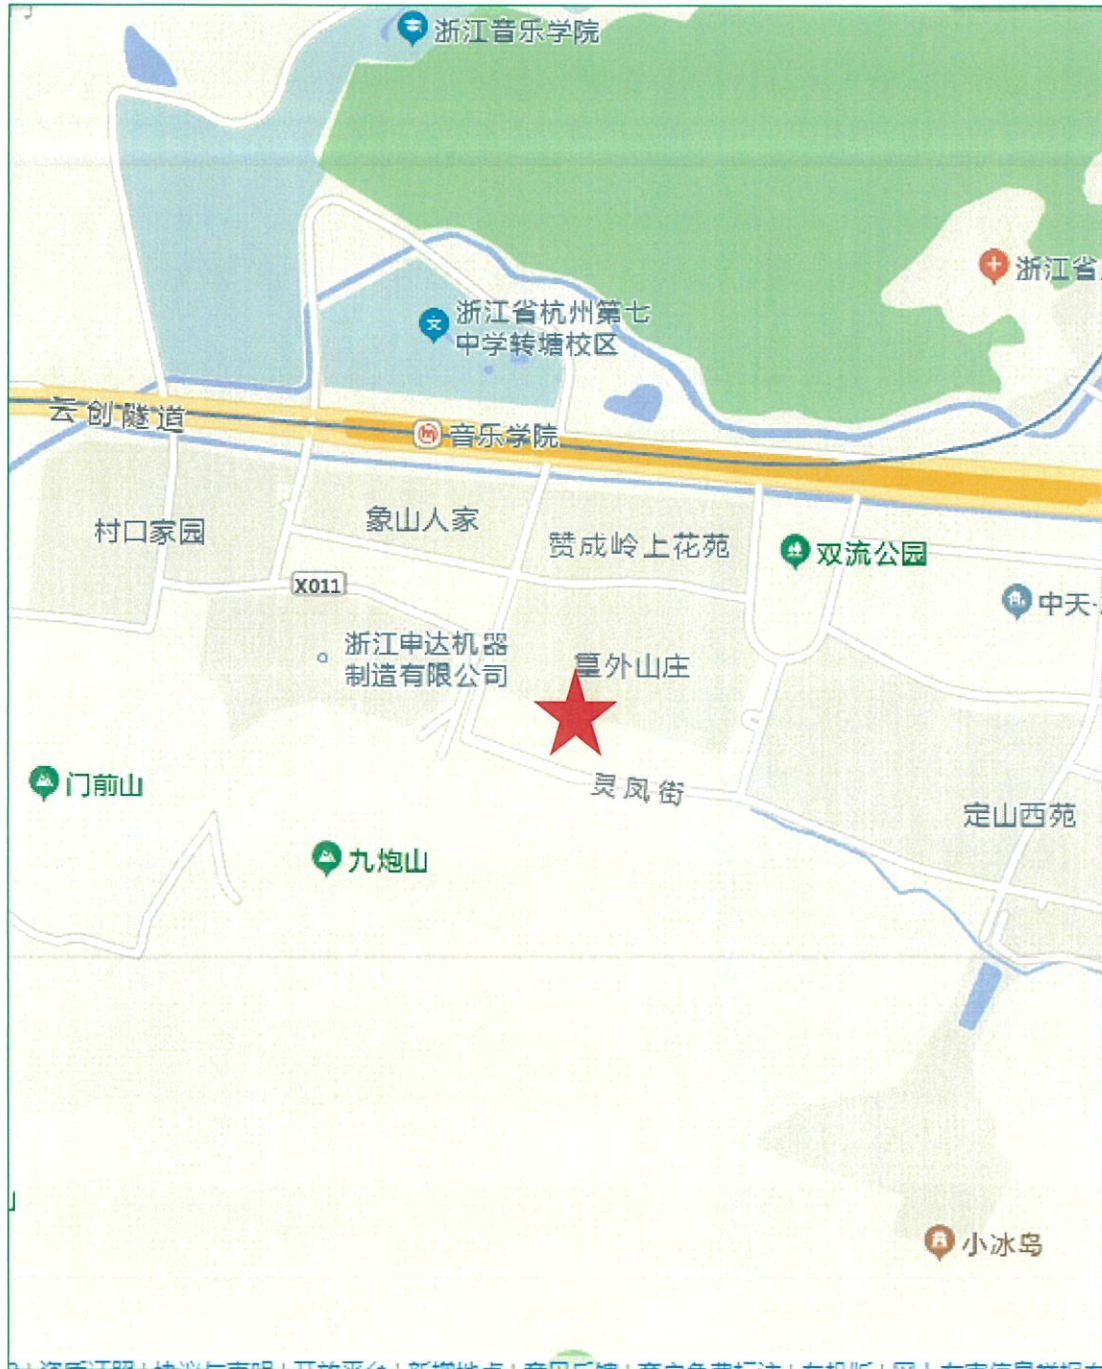 浙江音乐学院
浙江省
浙江省杭州第七
中学转塘校区
云创隧道
音乐学院
村口家园
象山人家
赞成岭上花苑
双流公园
X011
中天·
浙江申达机器
制造有限公司
篁外山庄
门前山
灵凤街
定山西苑
九炮山
小冰岛